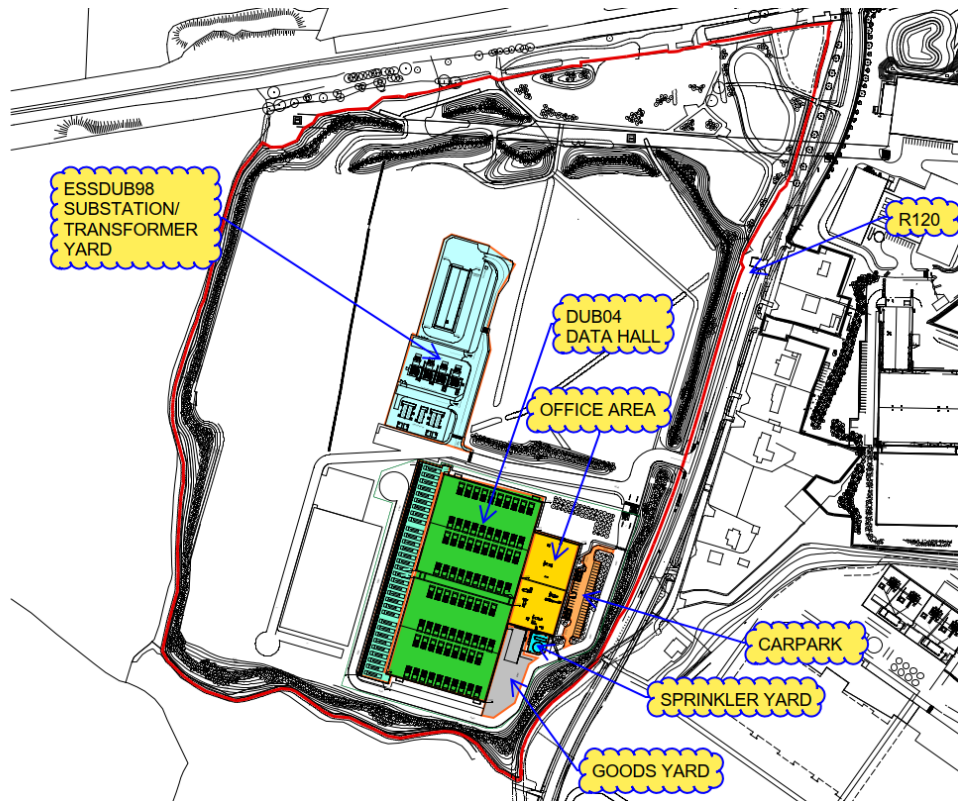 ESSDUB98
SUBSTATION/
TRANSFORMER
YARD
R120
DUB04
DATA HALL
OFFICE AREA
CARPARK
SPRINKLER YARD
GOODS YARD